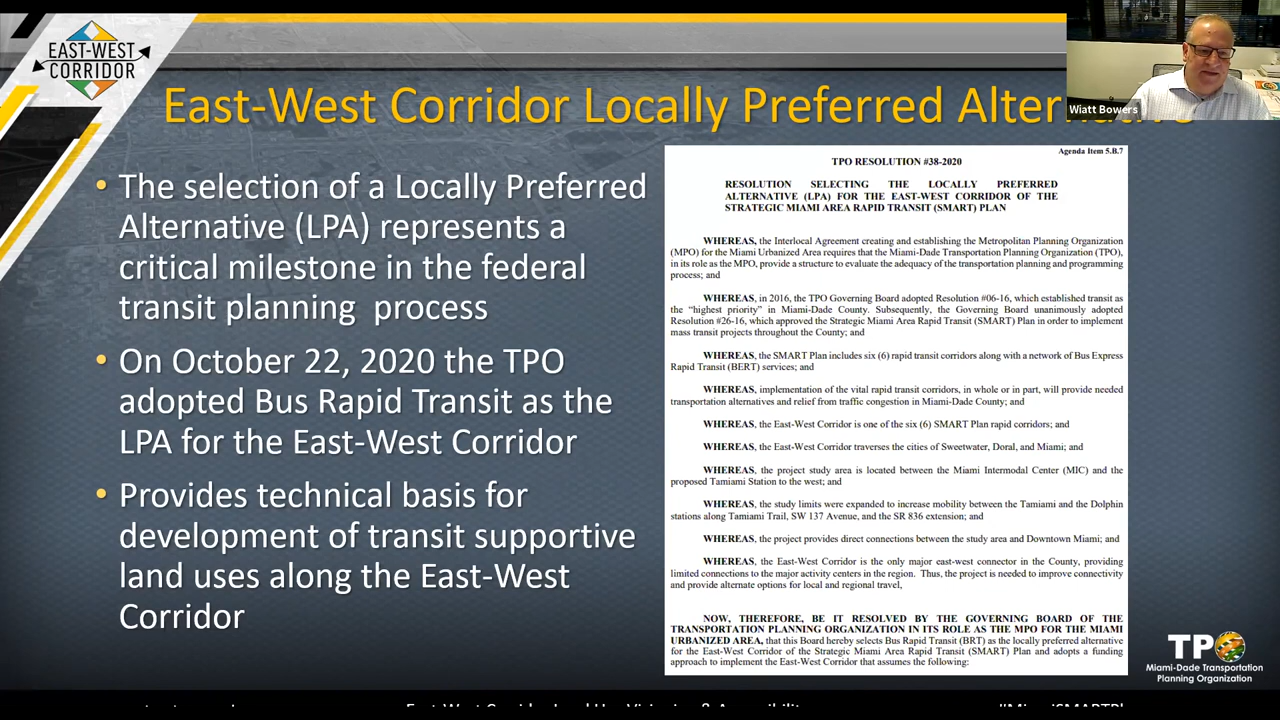 EAST-WEST
CORRIDOR
East-West Corridor Locally Preferred
Wiatt Bowers
• The selection of a Locally Preferred
Alternative (LPA) represents a
critical milestone in the federal
transit planning process
• On October 22, 2020 the TPO
adopted Bus Rapid Transit as the
LPA for the East-West Corridor
• Provides technical basis for
development of transit supportive
land uses along the East-West
Corridor
Agenda Item 5.B.7
TPO RESOLUTION #38-2020
RESOLUTION SELECTING THE LOCALLY PREFERRED
ALTERNATIVE (LPA) FOR THE EAST-WEST CORRIDOR OF THE
STRATEGIC MIAMI AREA RAPID TRANSIT (SMART) PLAN
WHEREAS, the Interlocal Agreement creating and establishing the Metropolitan Planning Organization
(MPO) for the Miami Urbanized Area requires that the Miami-Dade Transportation Planning Organization (TPO),
in its role as the MPO, provide a structure to evaluate the adequacy of the transportation planning and programming
process; and
WHEREAS, in 2016, the TPO Governing Board adopted Resolution #06-16, which established transit as
the “highest priority” in Miami-Dade County. Subsequently, the Governing Board unanimously adopted
Resolution #26-16, which approved the Strategic Miami Area Rapid Transit (SMART) Plan in order to implement
mass transit projects throughout the County; and
WHEREAS, the SMART Plan includes six (6) rapid transit corridors along with a network of Bus Express
Rapid Transit (BERT) services; and
WHEREAS, implementation of the vital rapid transit corridors, in whole or in part, will provide needed
transportation alternatives and relief from traffic congestion in Miami-Dade County; and
WHEREAS, the East-West Corridor is one of the six (6) SMART Plan rapid corridors; and
WHEREAS, the East-West Corridor traverses the cities of Sweetwater, Doral, and Miami; and
WHEREAS, the project study area is located between the Miami Intermodal Center (MIC) and the
proposed Tamiami Station to the west; and
WHEREAS, the study limits were expanded to increase mobility between the Tamiami and the Dolphin
stations along Tamiami Trail, SW 137 Avenue, and the SR 836 extension; and
WHEREAS, the project provides direct connections between the study area and Downtown Miami; and
WHEREAS, the East-West Corridor is the only major east-west connector in the County, providing
limited connections to the major activity centers in the region. Thus, the project is needed to improve connectivity
and provide alternate options for local and regional travel,
NOW, THEREFORE, BE IT RESOLVED BY THE GOVERNING BOARD OF THE
TRANSPORTATION PLANNING ORGANIZATION IN ITS ROLE AS THE MPO FOR THE MIAMI
URBANIZED AREA, that this Board hereby selects Bus Rapid Transit (BRT) as the locally preferred alternative
for the East-West Corridor of the Strategic Miami Area Rapid Transit (SMART) Plan and adopts a funding
approach to implement the East-West Corridor that assumes the following:
TPO
Miami-Dade Transportation
Planning Organization